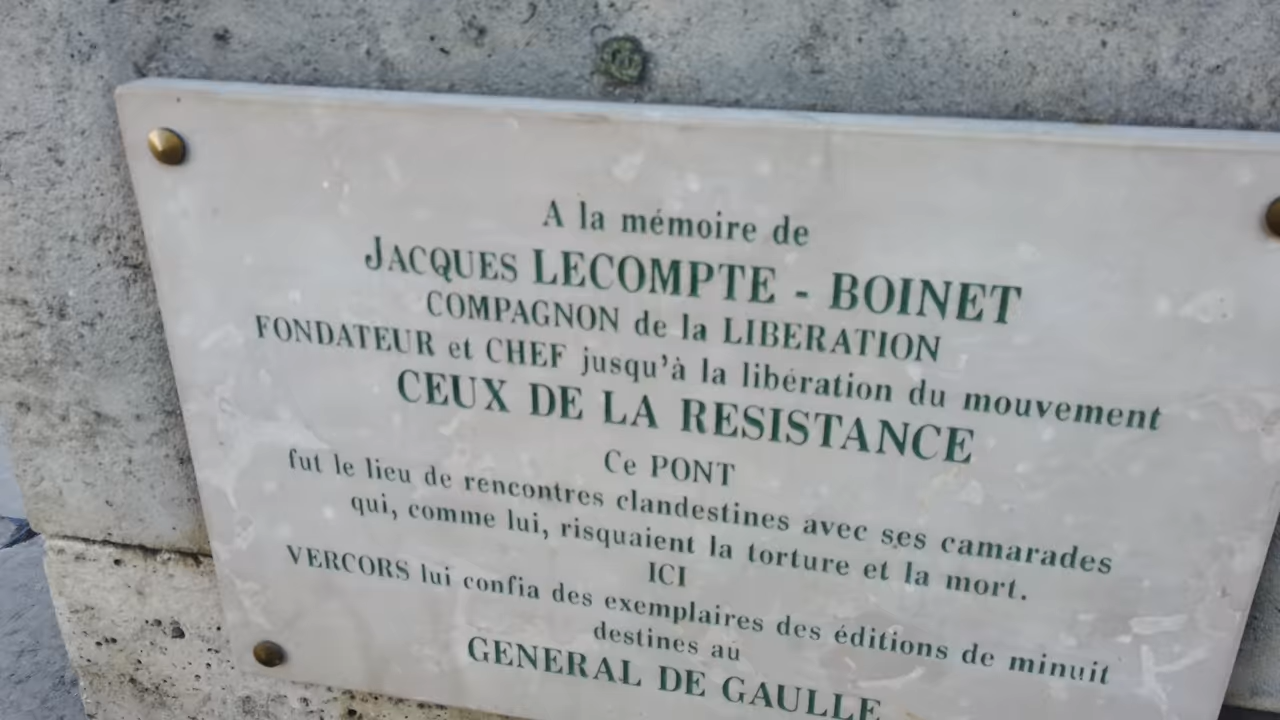 A la mémoire de
JACQUES LECOMPTE - BOINET
COMPAGNON de la LIBERATION
FONDATEUR et CHEF jusqu'à la libération du mouvement
CEUX DE LA RESISTANCE
Ce PONT
fut le lieu de rencontres clandestines avec ses camarades
qui, comme lui, risquaient la torture et la mort.
ICI
VERCORS lui confia des exemplaires des éditions de minuit
destines au
GENERAL DE GAULLE